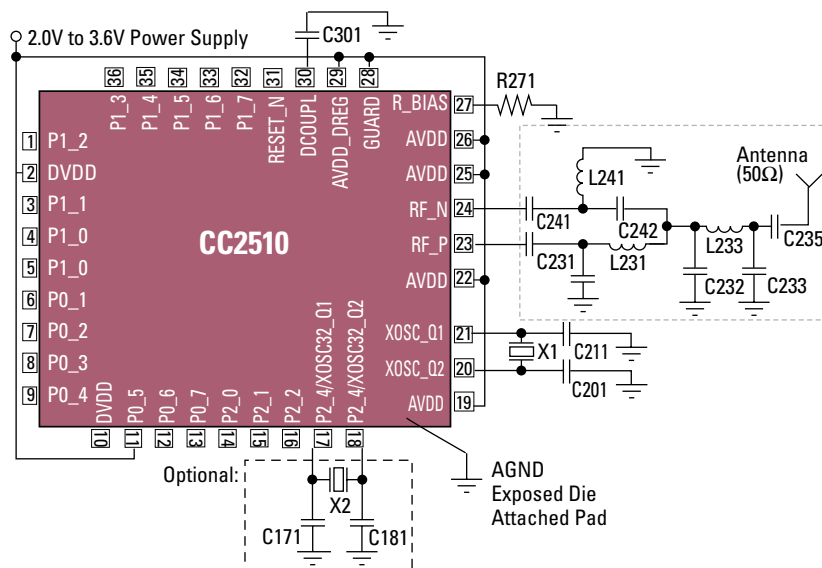 2.0V to 3.6V Power Supply
C301
36
35
34
33
32
31
30
29
28
P1_3
P1_4
P1_5
P1_6
P1_7
RESET_N
DCOUPL
AVDD_DREG
GUARD
1 P1_2
2 DVDD
3 P1_1
4 P1_0
5 P1_0
6 P0_1
7 P0_2
8 P0_3
9 P0_4
CC2510
R_BIAS 27
R271
AVDD 26
AVDD 25
RF_N 24
RF_P 23
AVDD 22
XOSC_Q1 21
XOSC_Q2 20
AVDD 19
Antenna
(50Ω)
L241
C241
C242
C235
L233
C231
L231
C232
C233
X1
C211
C201
DVDD
P0_5
P0_6
P0_7
P2_0
P2_1
P2_2
P2_4/XOSC32_Q1
P2_4/XOSC32_Q2
10
11
12
13
14
15
16
17
18
Optional:
X2
C171
C181
AGND
Exposed Die
Attached Pad